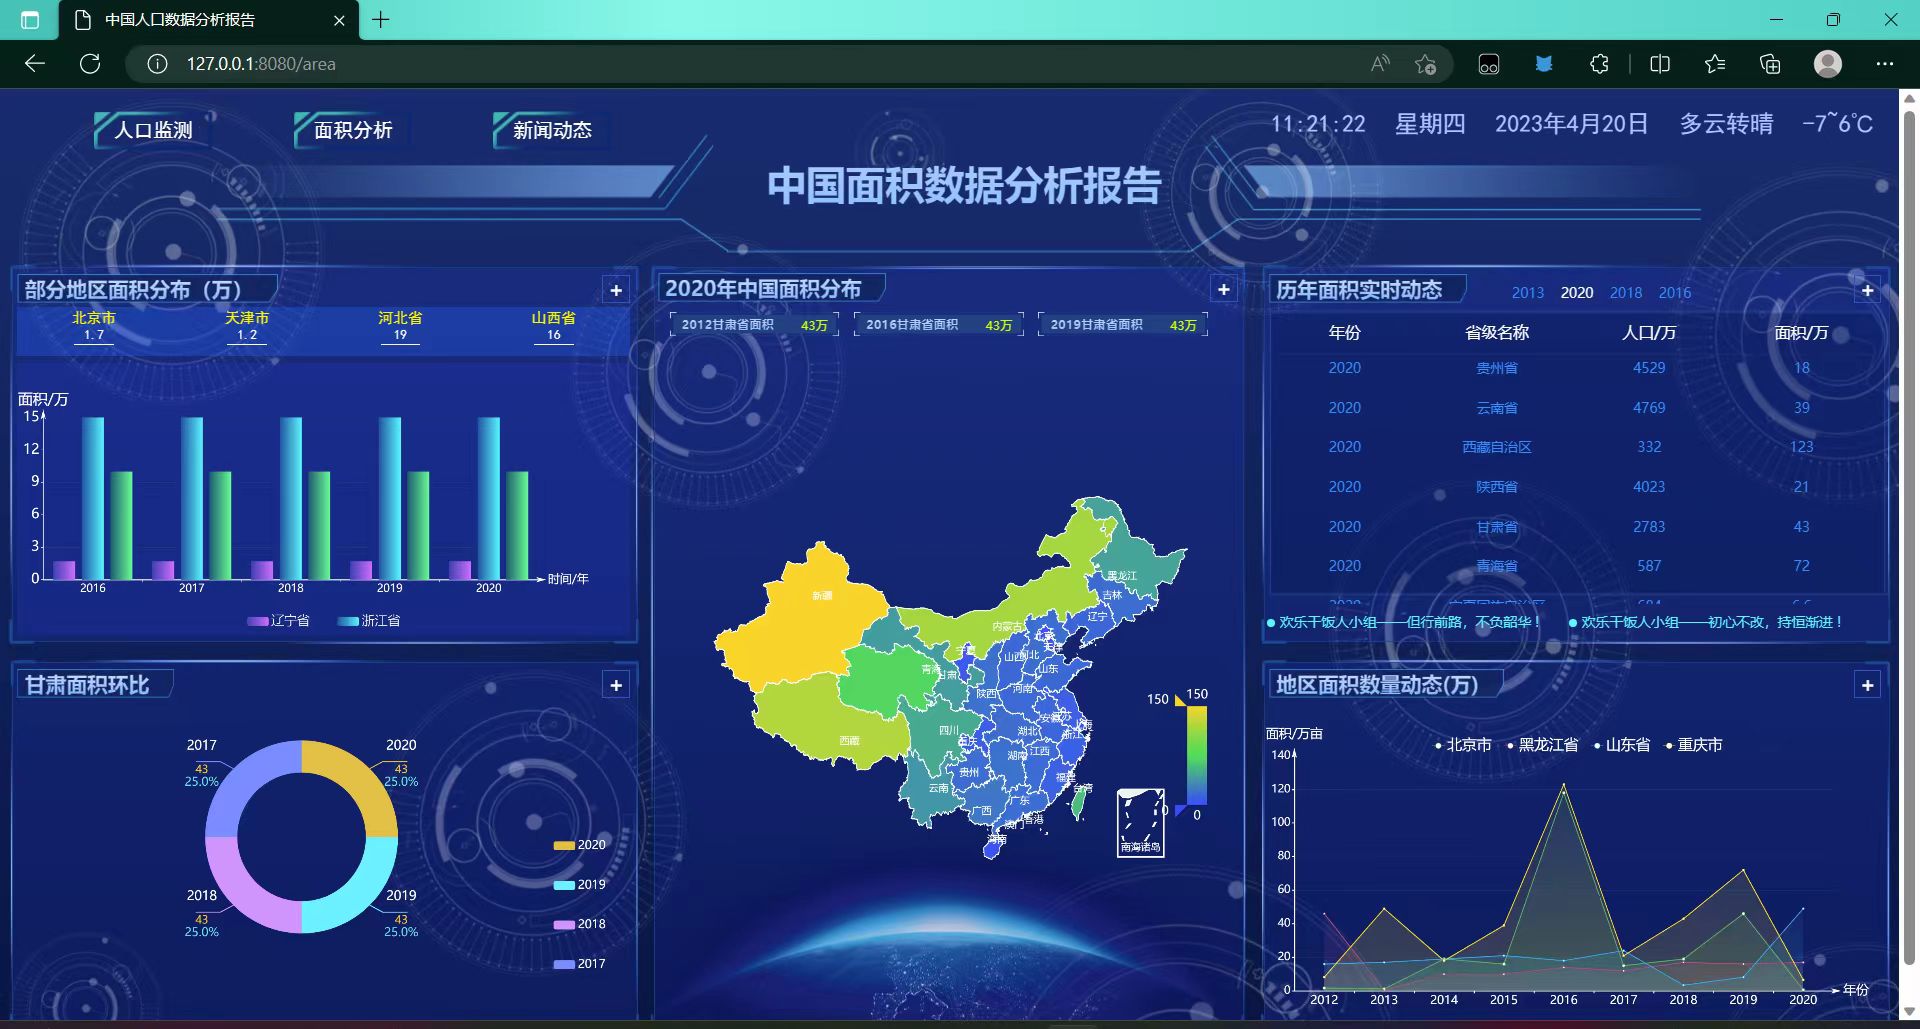 中国人口数据分析报告
127.0.0.1:8080/area
人口监测
面积分析
新闻动态
11:21:22 星期四 2023年4月20日 多云转晴 -7~6℃
中国面积数据分析报告
部分地区面积分布（万）
+
北京市 天津市 河北省 山西省
1.7 1.2 19 16
面积/万
15
12
9
6
3
0
2016 2017 2018 2019 2020
时间/年
辽宁省 浙江省
甘肃面积环比
+
2017
43
25.0%
2020
43
25.0%
2018
43
25.0%
2019
43
25.0%
2020
2019
2018
2017
2020年中国面积分布
+
2012甘肃省面积 43万
2016甘肃省面积 43万
2019甘肃省面积 43万
黑龙江
吉林
辽宁
新疆
内蒙古
北京
天津
宁夏
山西
河北
青海
甘肃
山东
陕西
河南
西藏
四川
安徽
江苏
上海
重庆
湖北
浙江
湖南
江西
贵州
云南
福建
台湾
广西
广东
澳门
香港
海南
南海诸岛
150 150
0
0
历年面积实时动态
2013 2020 2018 2016
+
年份 省级名称 人口/万 面积/万
2020 贵州省 4529 18
2020 云南省 4769 39
2020 西藏自治区 332 123
2020 陕西省 4023 21
2020 甘肃省 2783 43
2020 青海省 587 72
欢乐干饭人小组——但行前路，不负韶华！
欢乐干饭人小组——初心不改，持恒渐进！
地区面积数量动态(万)
+
面积/万亩
北京市 黑龙江省 山东省 重庆市
140
120
100
80
60
40
20
0
2012 2013 2014 2015 2016 2017 2018 2019 2020
年份